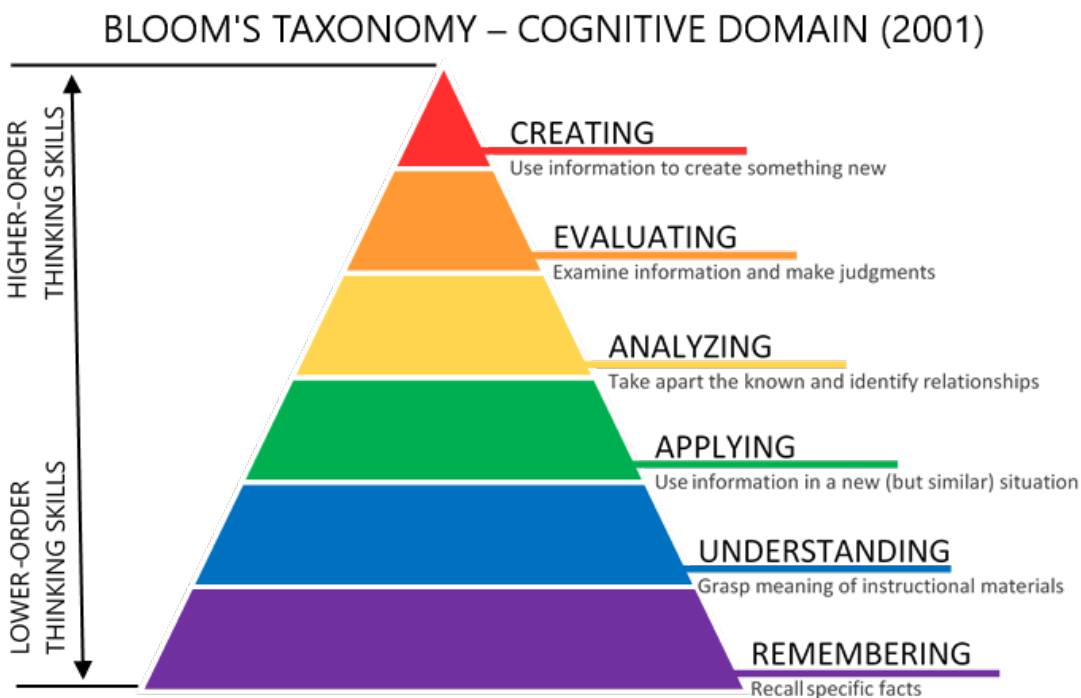 BLOOM'S TAXONOMY – COGNITIVE DOMAIN (2001)
HIGHER-ORDER
THINKING SKILLS
LOWER-ORDER
THINKING SKILLS
CREATING
Use information to create something new
EVALUATING
Examine information and make judgments
ANALYZING
Take apart the known and identify relationships
APPLYING
Use information in a new (but similar) situation
UNDERSTANDING
Grasp meaning of instructional materials
REMEMBERING
Recall specific facts